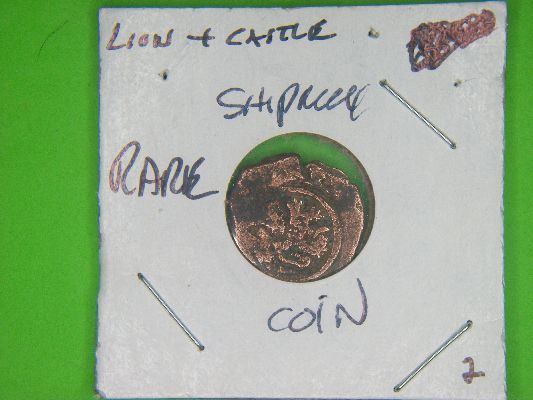 LION + CASTLE
SHIPWRECK
RARE
COIN
2